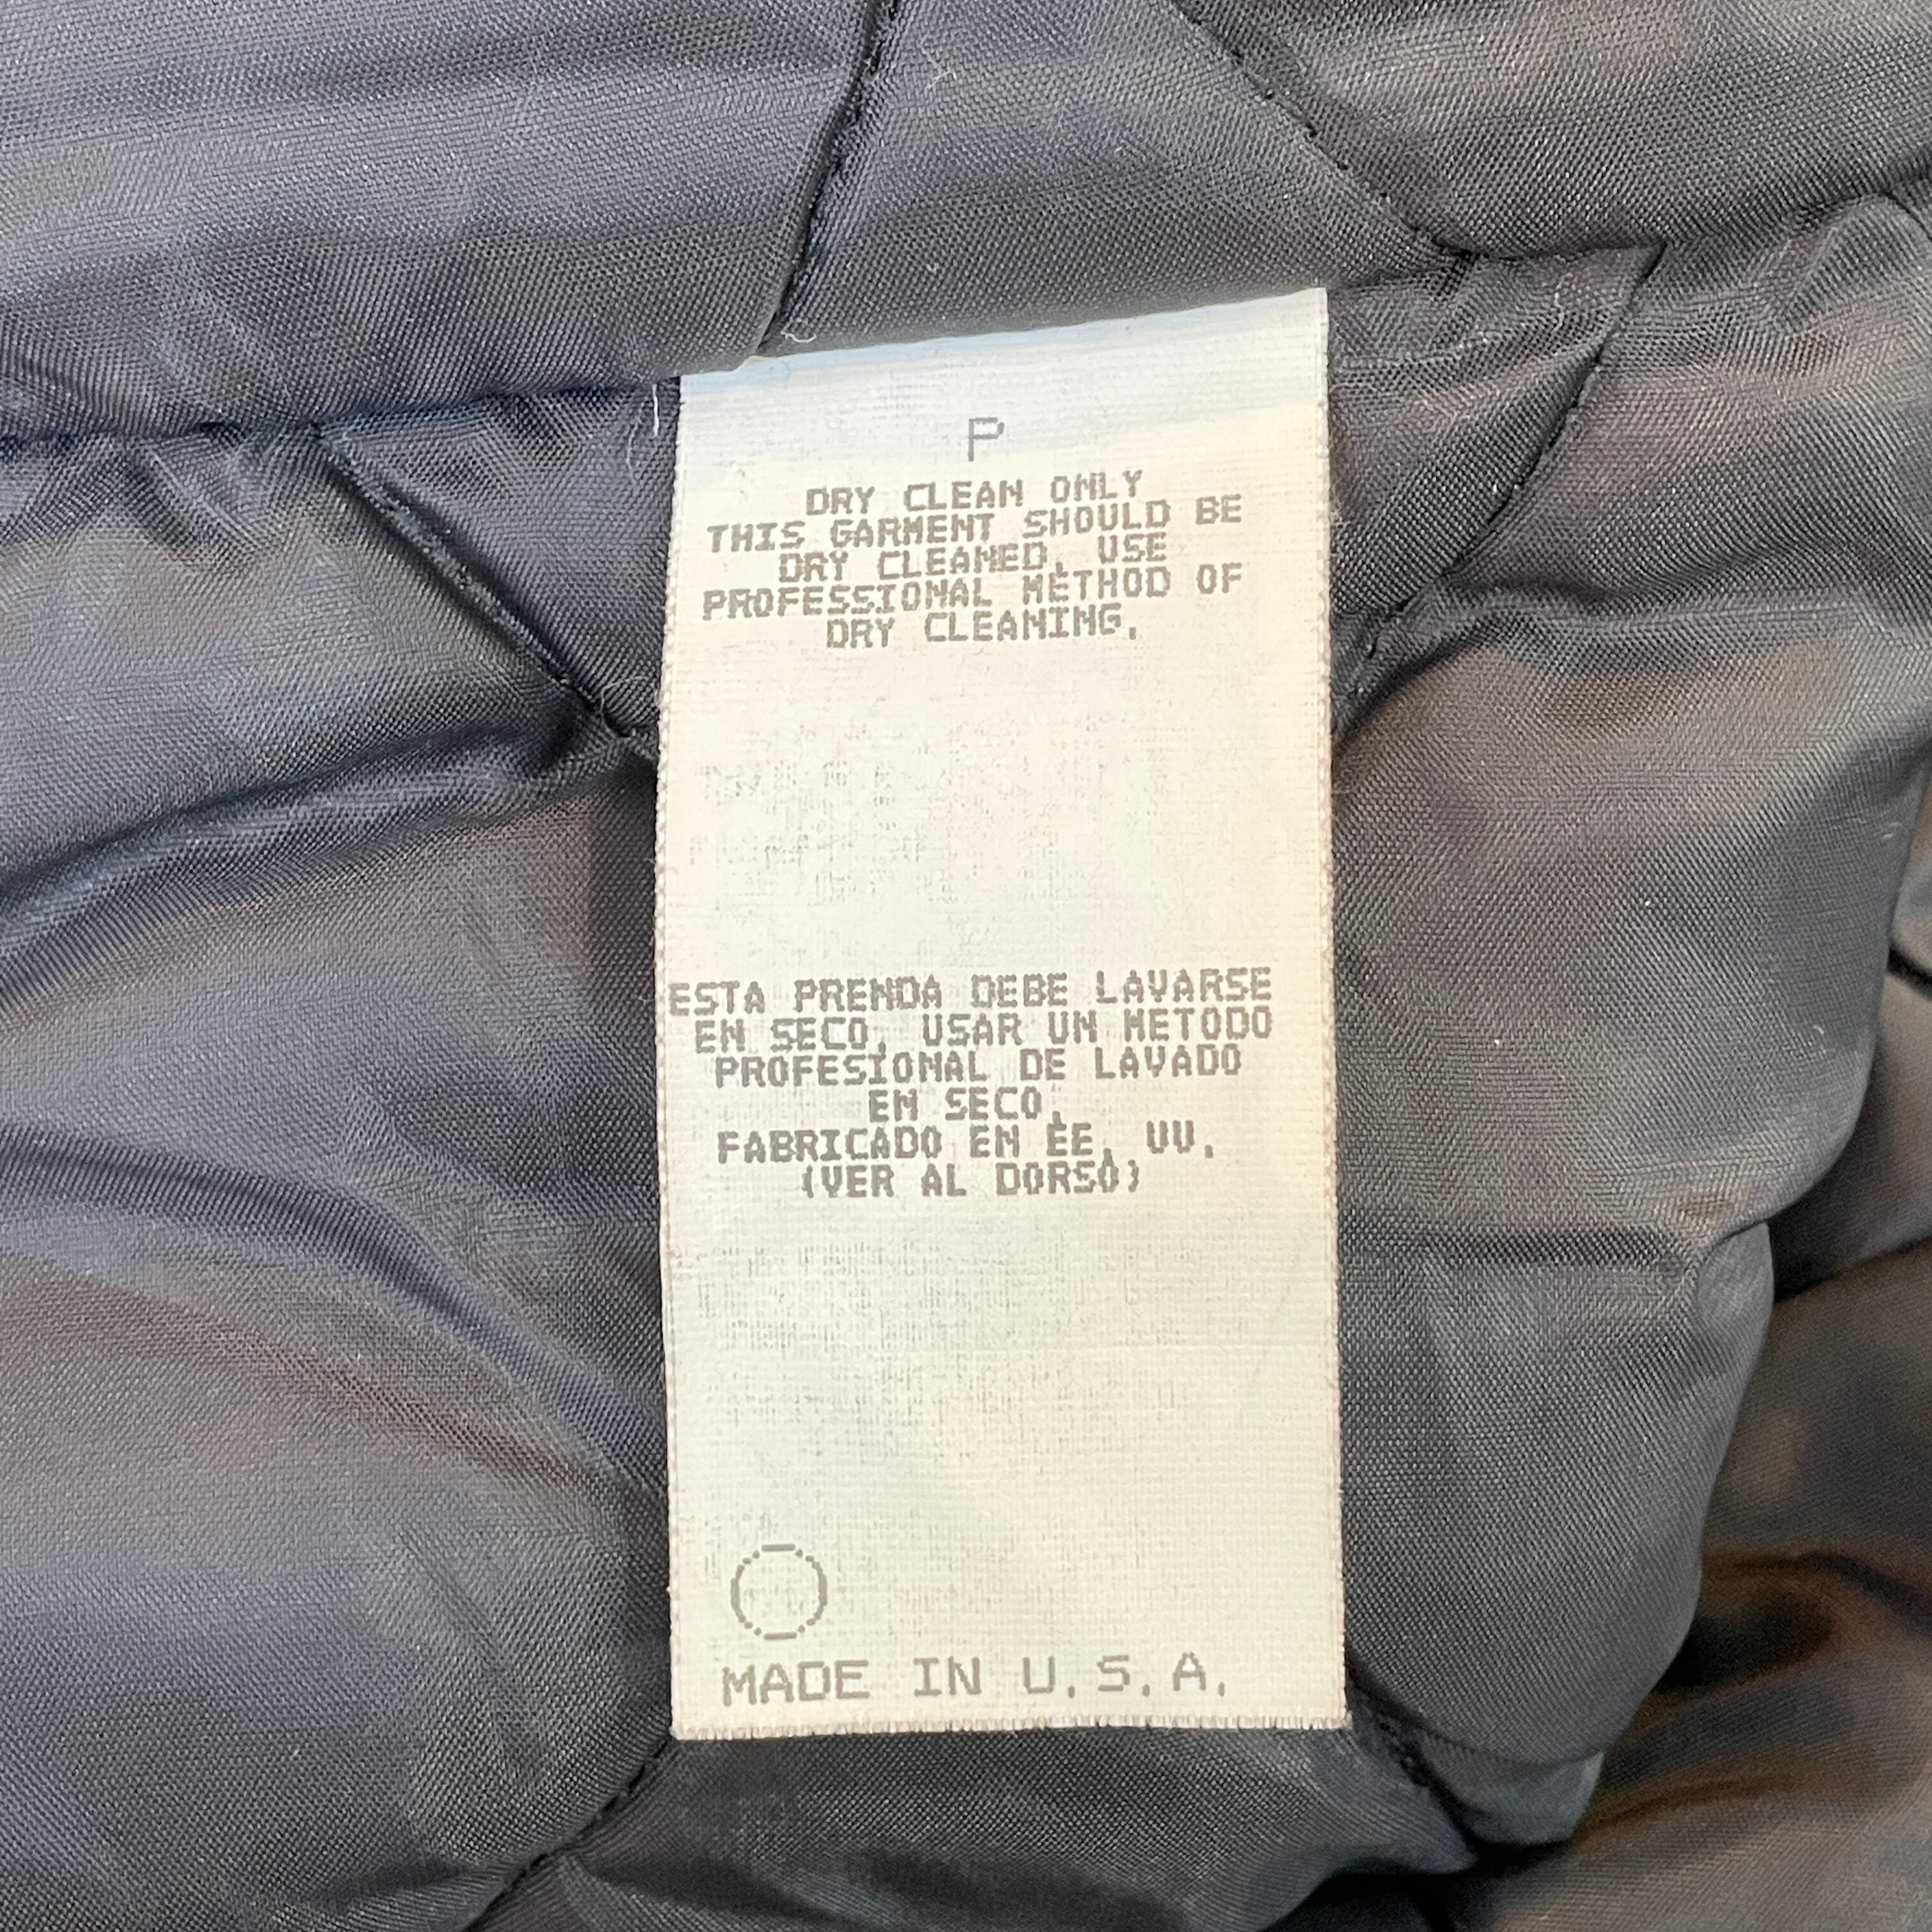 P
DRY CLEAN ONLY
THIS GARMENT SHOULD BE
DRY CLEANED. USE
PROFESSIONAL METHOD OF
DRY CLEANING.
ESTA PRENDA DEBE LAVARSE
EN SECO. USAR UN METODO
PROFESIONAL DE LAVADO
EN SECO.
FABRICADO EN EE. UU.
(VER AL DORSO)
MADE IN U.S.A.